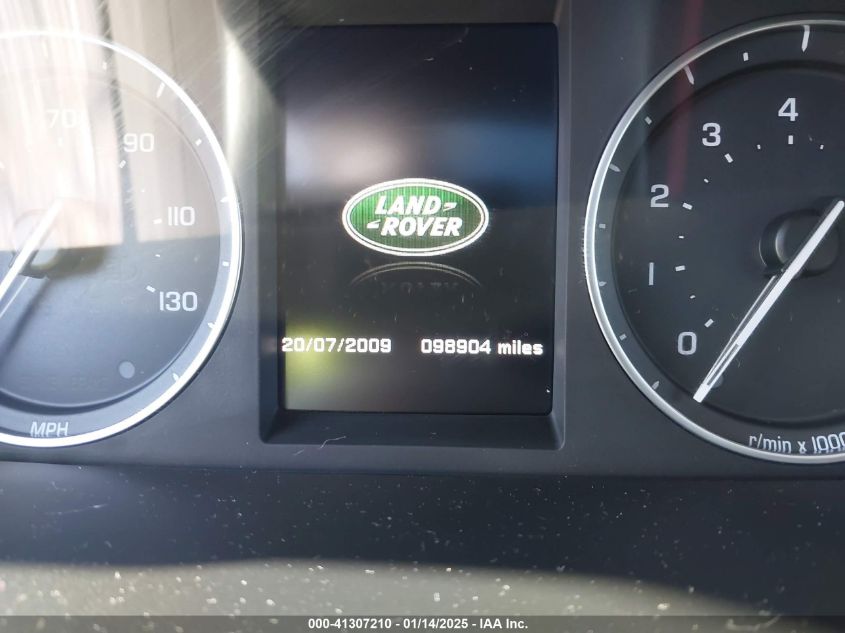 70
90
110
130
MPH
LAND-
-ROVER
20/07/2009 098904 miles
4
3
2
1
0
r/min x 1000
000-41307210 - 01/14/2025 - IAA Inc.